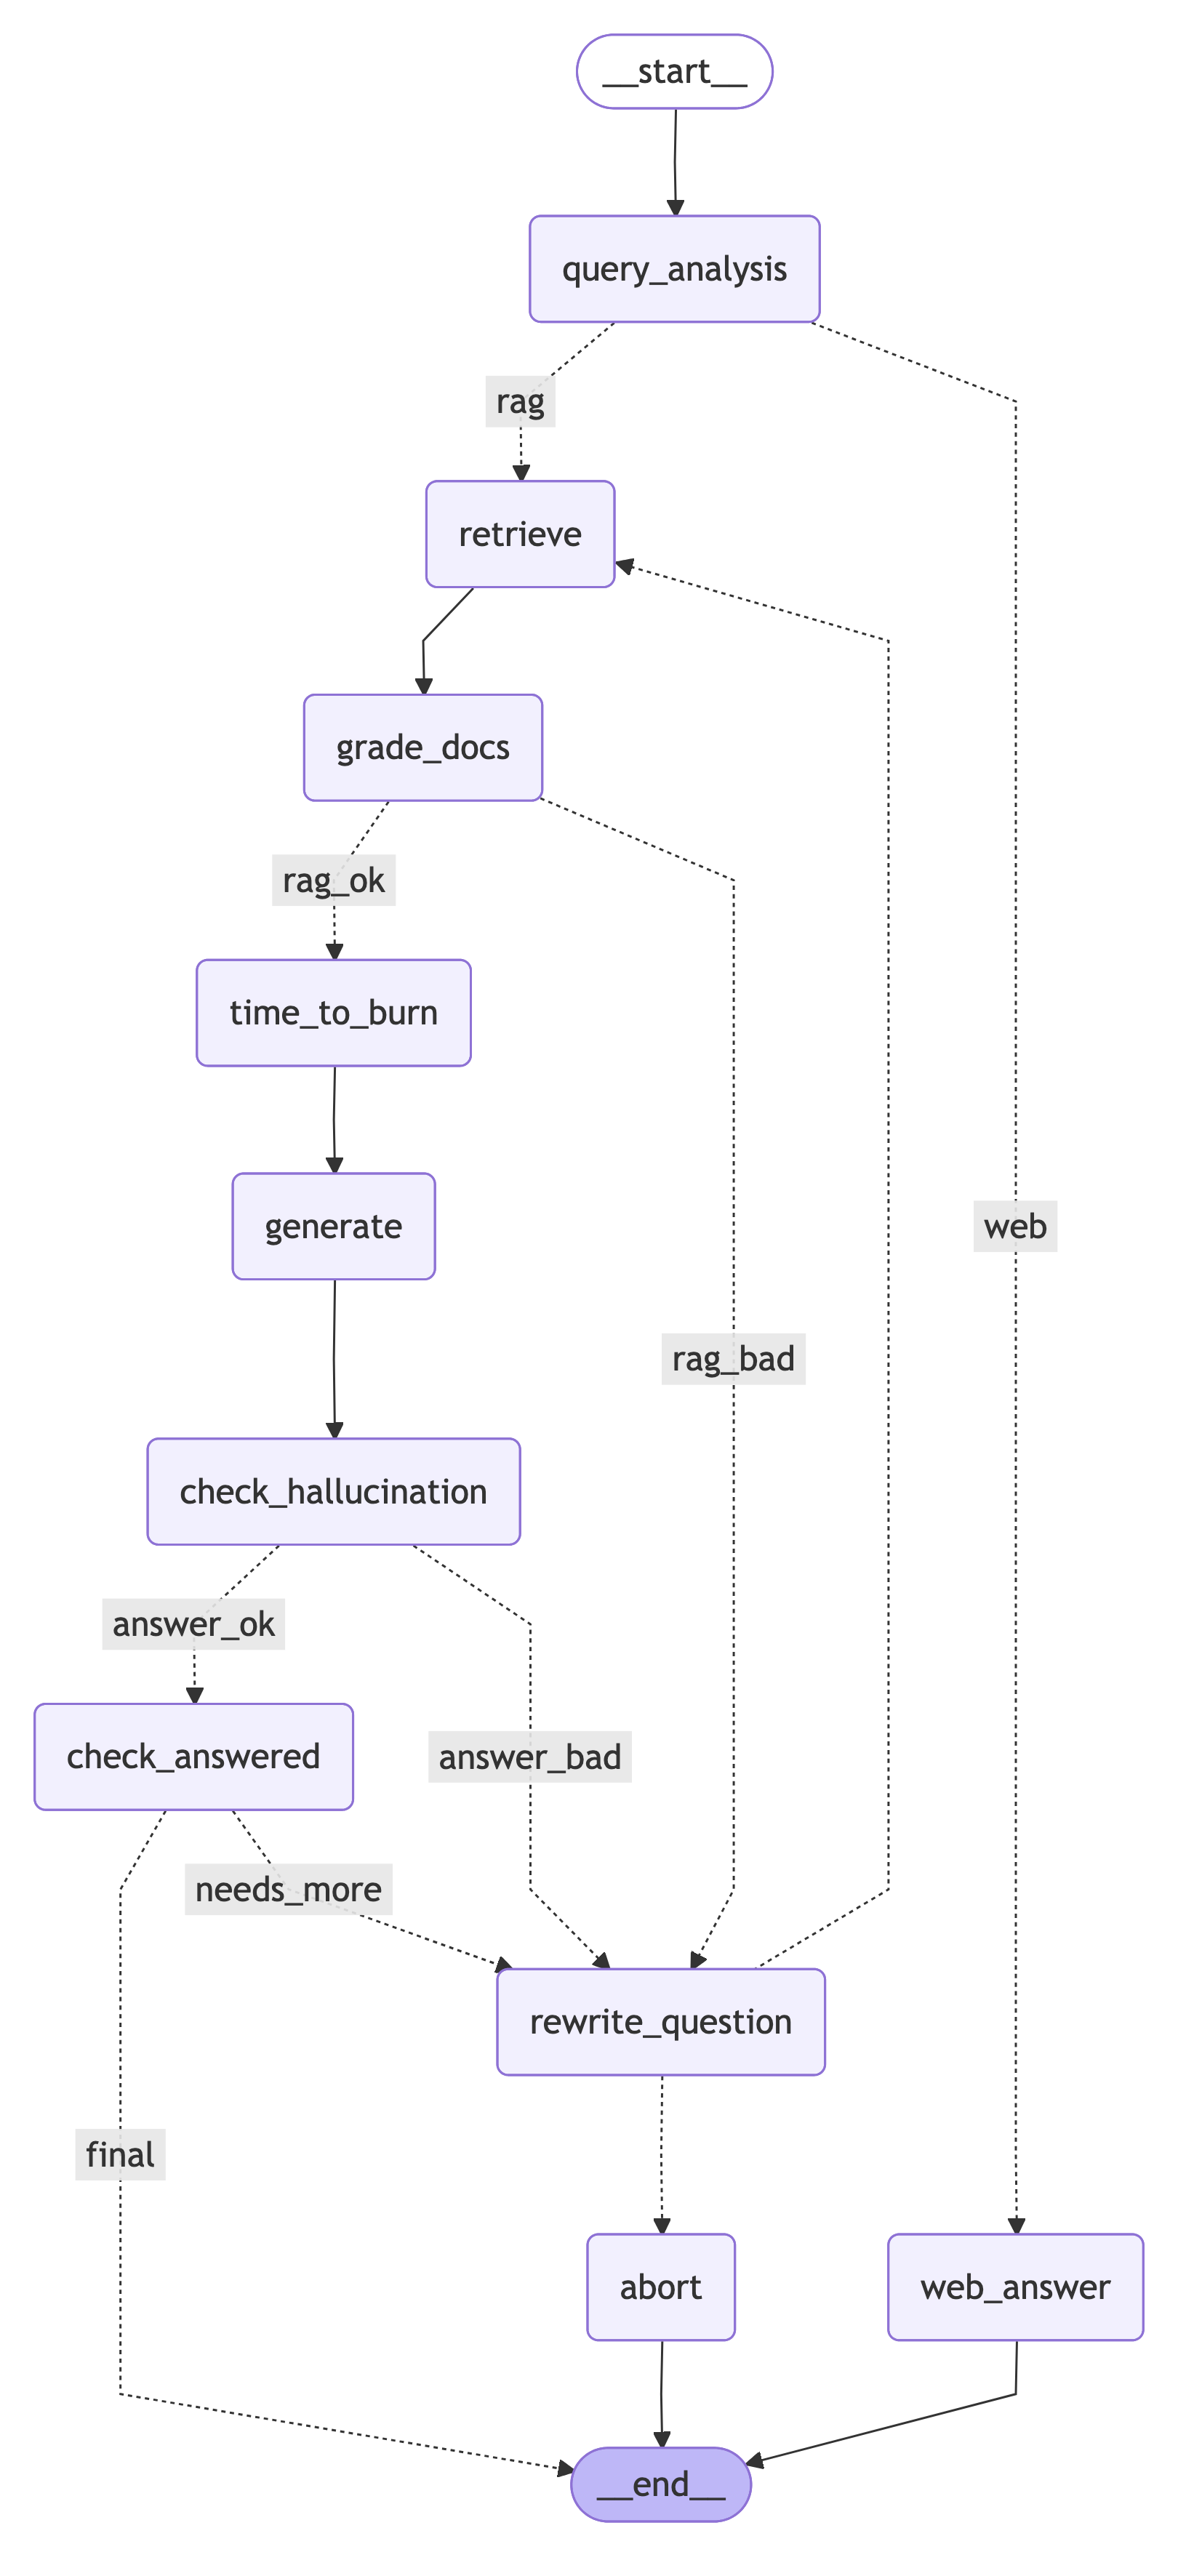 __start__
query_analysis
rag
retrieve
grade_docs
rag_ok
time_to_burn
generate
web
rag_bad
check_hallucination
answer_ok
check_answered
answer_bad
needs_more
rewrite_question
final
abort
web_answer
__end__